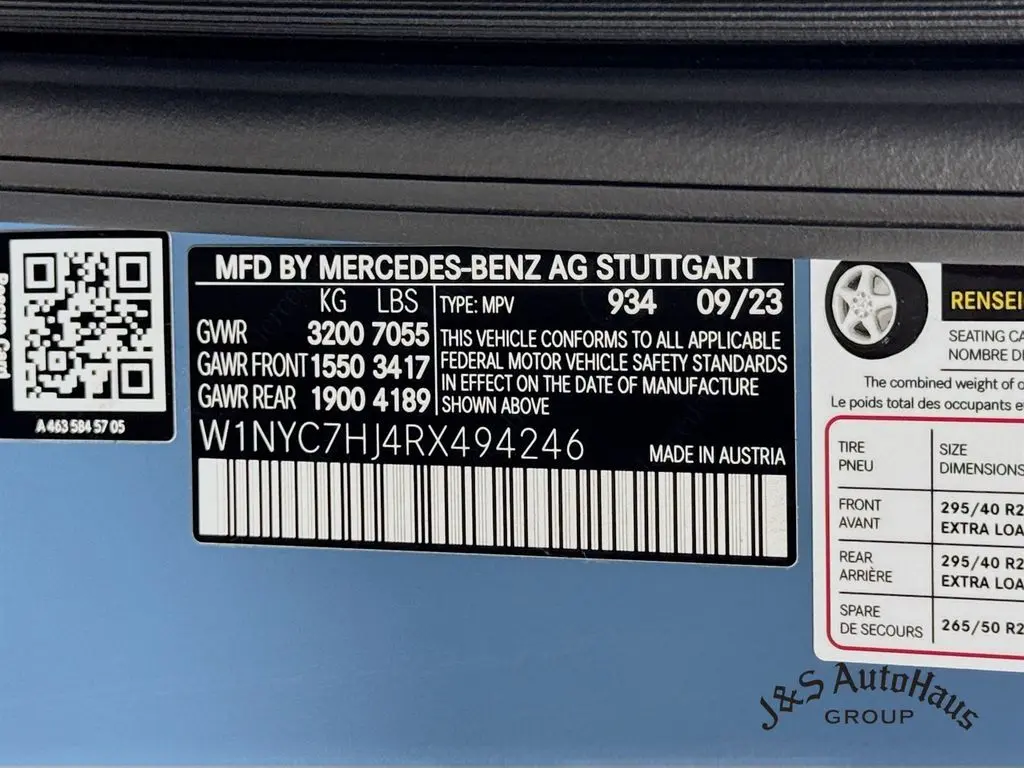 Rescue Card
A 463 584 57 05
MFD BY MERCEDES-BENZ AG STUTTGART
KG LBS
GVWR 3200 7055
GAWR FRONT 1550 3417
GAWR REAR 1900 4189
TYPE: MPV 934 09/23
THIS VEHICLE CONFORMS TO ALL APPLICABLE
FEDERAL MOTOR VEHICLE SAFETY STANDARDS
IN EFFECT ON THE DATE OF MANUFACTURE
SHOWN ABOVE
W1NYC7HJ4RX494246
MADE IN AUSTRIA
RENSEI
SEATING CA
NOMBRE DE
The combined weight of o
Le poids total des occupants e
TIRE
PNEU
SIZE
DIMENSIONS
FRONT
AVANT
295/40 R2
EXTRA LOA
REAR
ARRIÈRE
295/40 R2
EXTRA LOA
SPARE
DE SECOURS
265/50 R2
J&S AutoHaus
GROUP